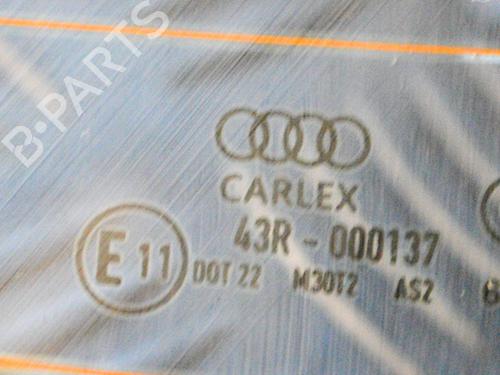 B-PARTS
CARLEX
43R - 000137
E 11 DOT 22 M30T2 AS2